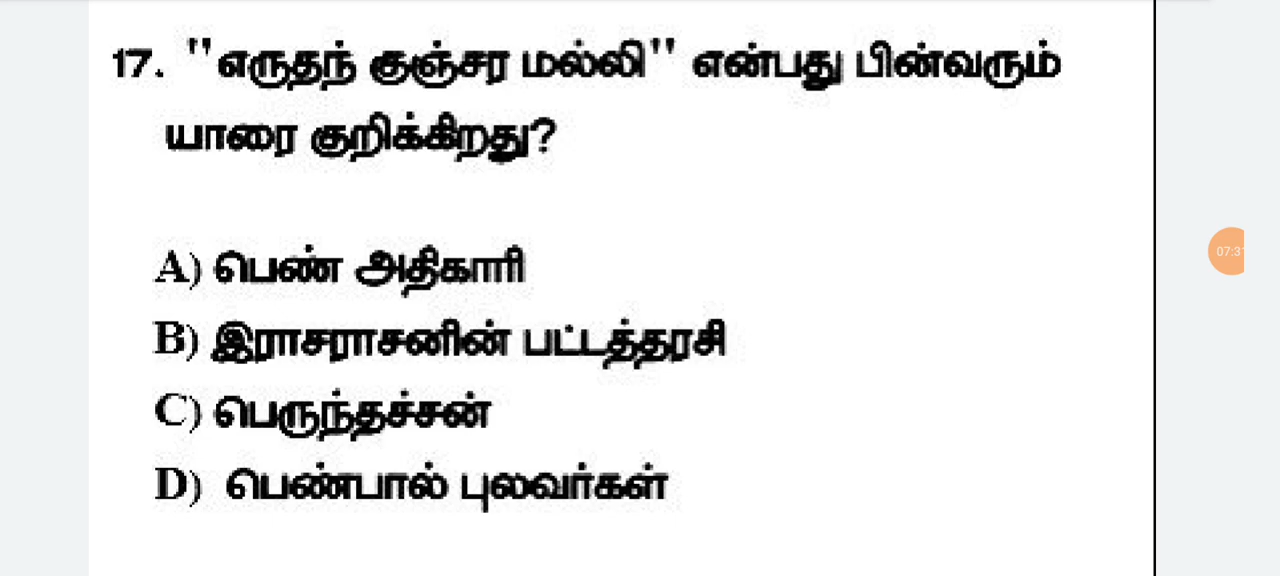 17. "எருதந் குஞ்சர மல்லி" என்பது பின்வரும்
யாரை குறிக்கிறது?
A) பெண் அதிகாரி
B) இராசராசனின் பட்டத்தரசி
C) பெருந்தச்சன்
D) பெண்பால் புலவர்கள்